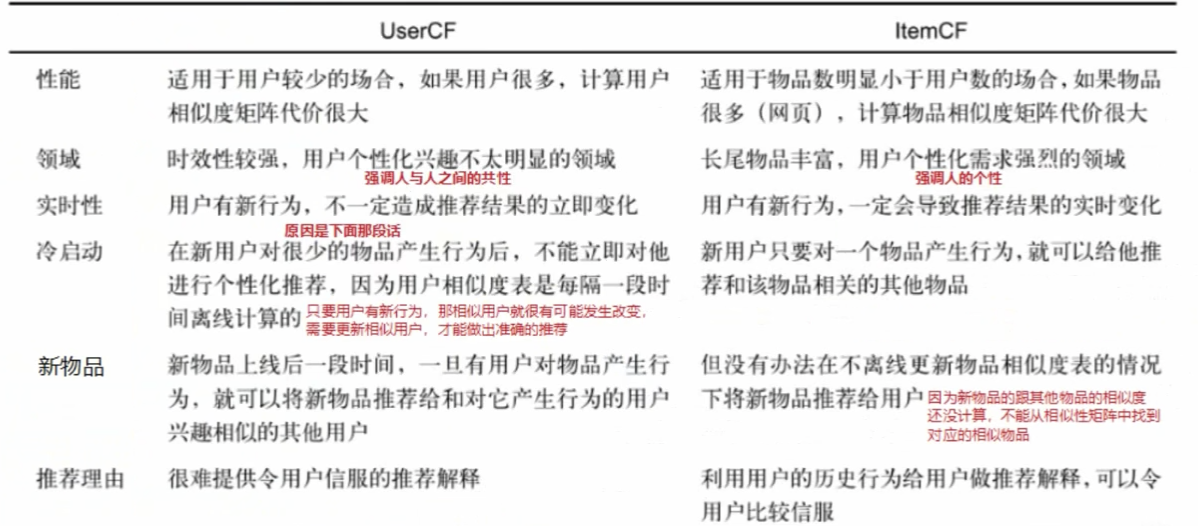 UserCF ItemCF
性能 适用于用户较少的场合，如果用户很多，计算用户 适用于物品数明显小于用户数的场合，如果物品
相似度矩阵代价很大 很多（网页），计算物品相似度矩阵代价很大
领域 时效性较强，用户个性化兴趣不太明显的领域 长尾物品丰富，用户个性化需求强烈的领域
强调人与人之间的共性 强调人的个性
实时性 用户有新行为，不一定造成推荐结果的立即变化 用户有新行为，一定会导致推荐结果的实时变化
原因是下面那段话
冷启动 在新用户对很少的物品产生行为后，不能立即对他 新用户只要对一个物品产生行为，就可以给他推
进行个性化推荐，因为用户相似度表是每隔一段时 荐和该物品相关的其他物品
间离线计算的 只要用户有新行为，那相似用户就很有可能发生改变，
需要更新相似用户，才能做出准确的推荐
新物品 新物品上线后一段时间，一旦有用户对物品产生行 但没有办法在不离线更新物品相似度表的情况
为，就可以将新物品推荐给和对它产生行为的用户 下将新物品推荐给用户 因为新物品的跟其他物品的相似度
兴趣相似的其他用户 还没计算，不能从相似性矩阵中找到
对应的相似物品
推荐理由 很难提供令用户信服的推荐解释 利用用户的历史行为给用户做推荐解释，可以令
用户比较信服